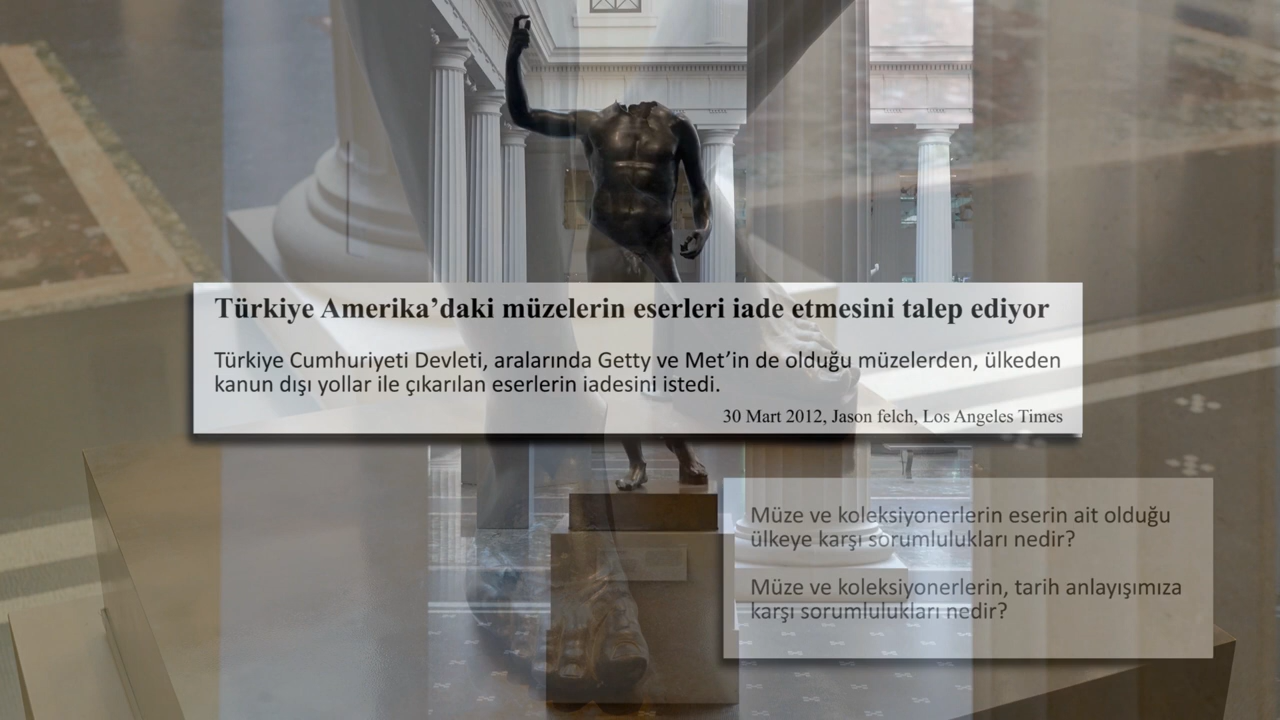 Türkiye Amerika’daki müzelerin eserleri iade etmesini talep ediyor
Türkiye Cumhuriyeti Devleti, aralarında Getty ve Met’in de olduğu müzelerden, ülkeden
kanun dışı yollar ile çıkarılan eserlerin iadesini istedi.
30 Mart 2012, Jason felch, Los Angeles Times
Müze ve koleksiyonerlerin eserin ait olduğu
ülkeye karşı sorumlulukları nedir?
Müze ve koleksiyonerlerin, tarih anlayışımıza
karşı sorumlulukları nedir?